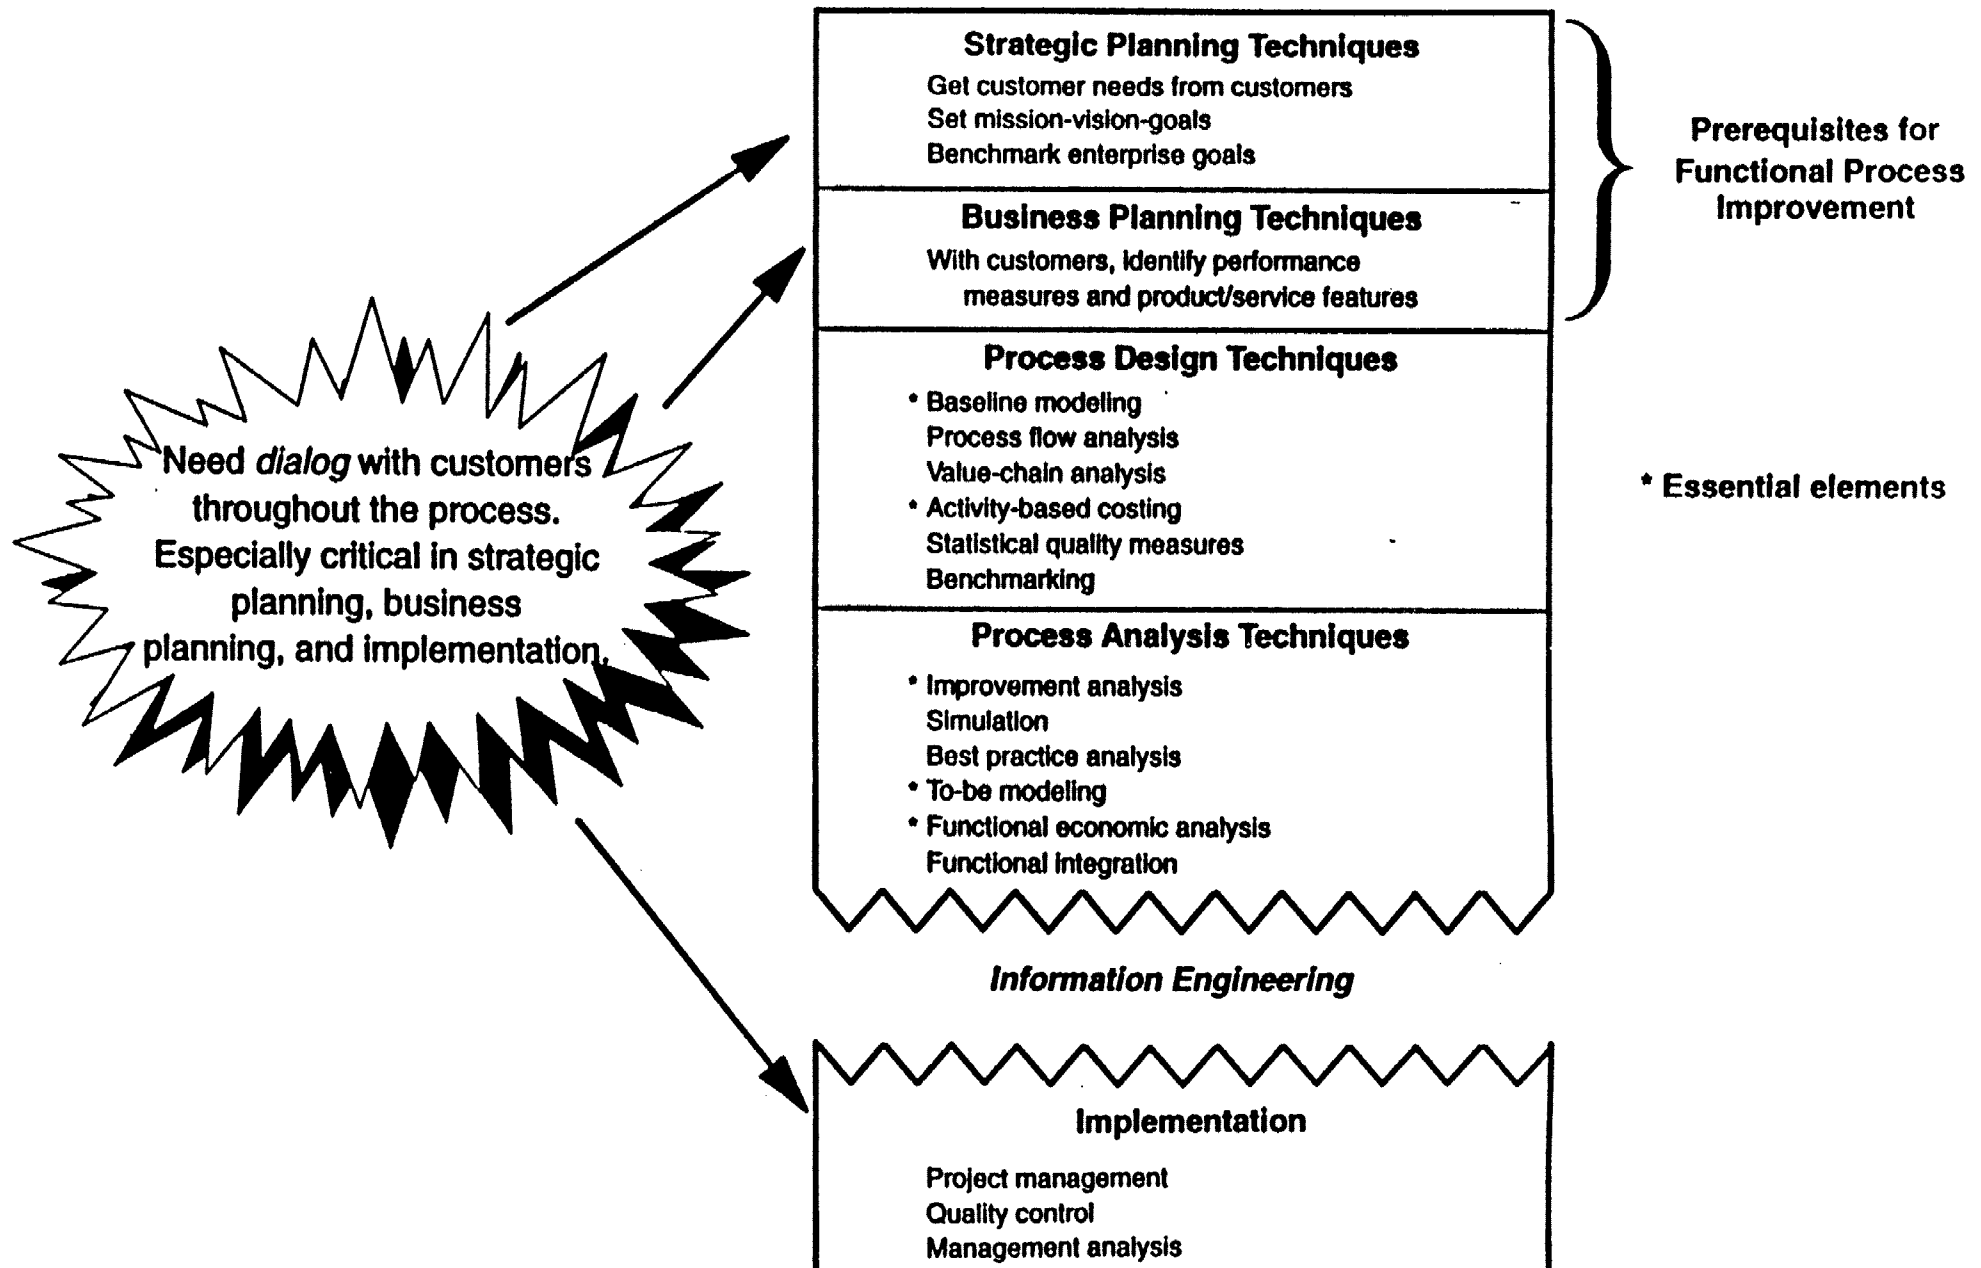 Strategic Planning Techniques
Get customer needs from customers
Set mission-vision-goals
Benchmark enterprise goals
Prerequisites for
Functional Process
Improvement
Business Planning Techniques
With customers, identify performance
measures and product/service features
Process Design Techniques
* Baseline modeling
Process flow analysis
Value-chain analysis
* Activity-based costing
Statistical quality measures
Benchmarking
* Essential elements
Need dialog with customers
throughout the process.
Especially critical in strategic
planning, business
planning, and implementation.
Process Analysis Techniques
* Improvement analysis
Simulation
Best practice analysis
* To-be modeling
* Functional economic analysis
Functional integration
Information Engineering
Implementation
Project management
Quality control
Management analysis